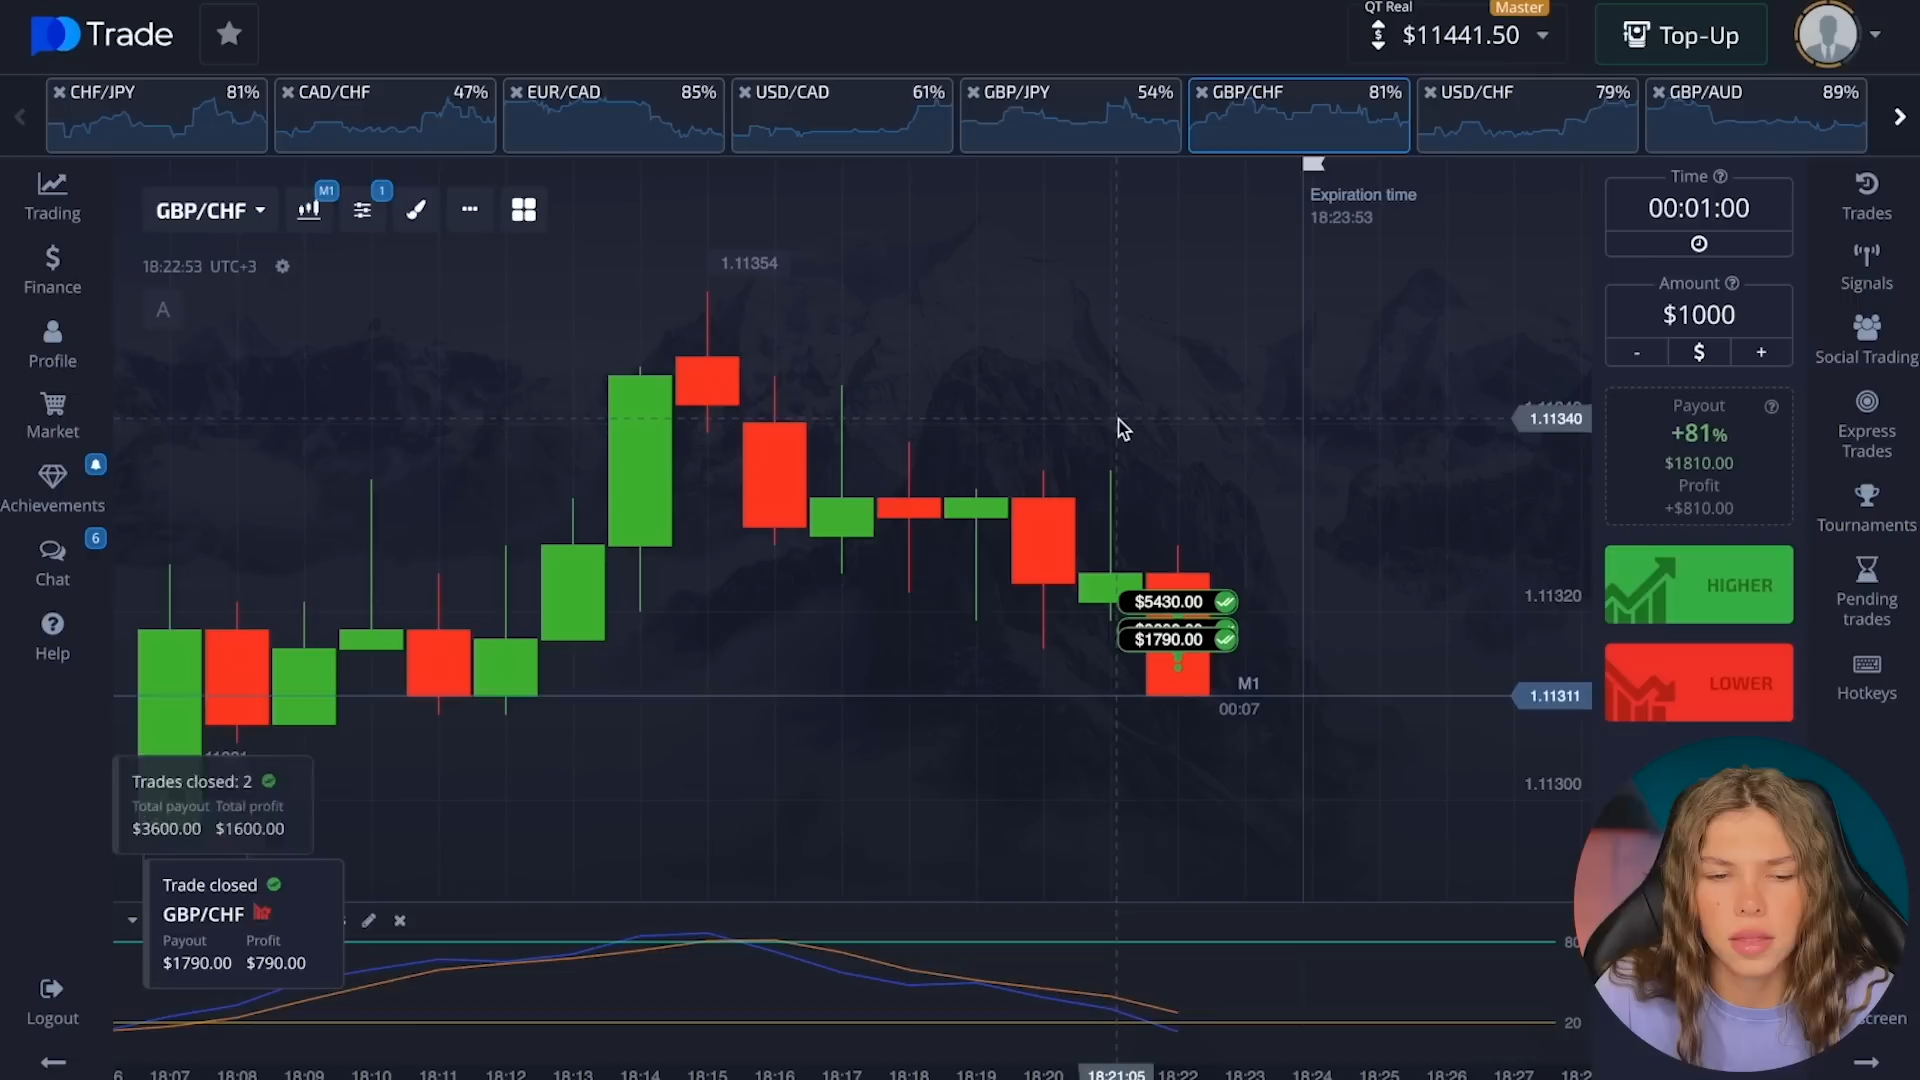 Trade
QT Real
Master
$11441.50
Top-Up
CHF/JPY 81%
CAD/CHF 47%
EUR/CAD 85%
USD/CAD 61%
GBP/JPY 54%
GBP/CHF 81%
USD/CHF 79%
GBP/AUD 89%
Trading
Finance
Profile
Market
Achievements
6
Chat
Help
Logout
GBP/CHF
M1
1
18:22:53 UTC+3
A
1.11354
Expiration time
18:23:53
1.11340
1.11320
1.11311
1.11300
$5430.00
$1790.00
M1
00:07
Trades closed: 2
Total payout Total profit
$3600.00 $1600.00
Trade closed
GBP/CHF
Payout Profit
$1790.00 $790.00
80
20
18:07 18:08 18:09 18:10 18:11 18:12 18:13 18:14 18:15 18:16 18:17 18:18 18:19 18:20 18:21:05 18:22 18:23 18:24 18:25 18:26 18:27
Time
00:01:00
Amount
$1000
- $ +
Payout
+81%
$1810.00
Profit
+$810.00
HIGHER
LOWER
Trades
Signals
Social Trading
Express
Trades
Tournaments
Pending
trades
Hotkeys